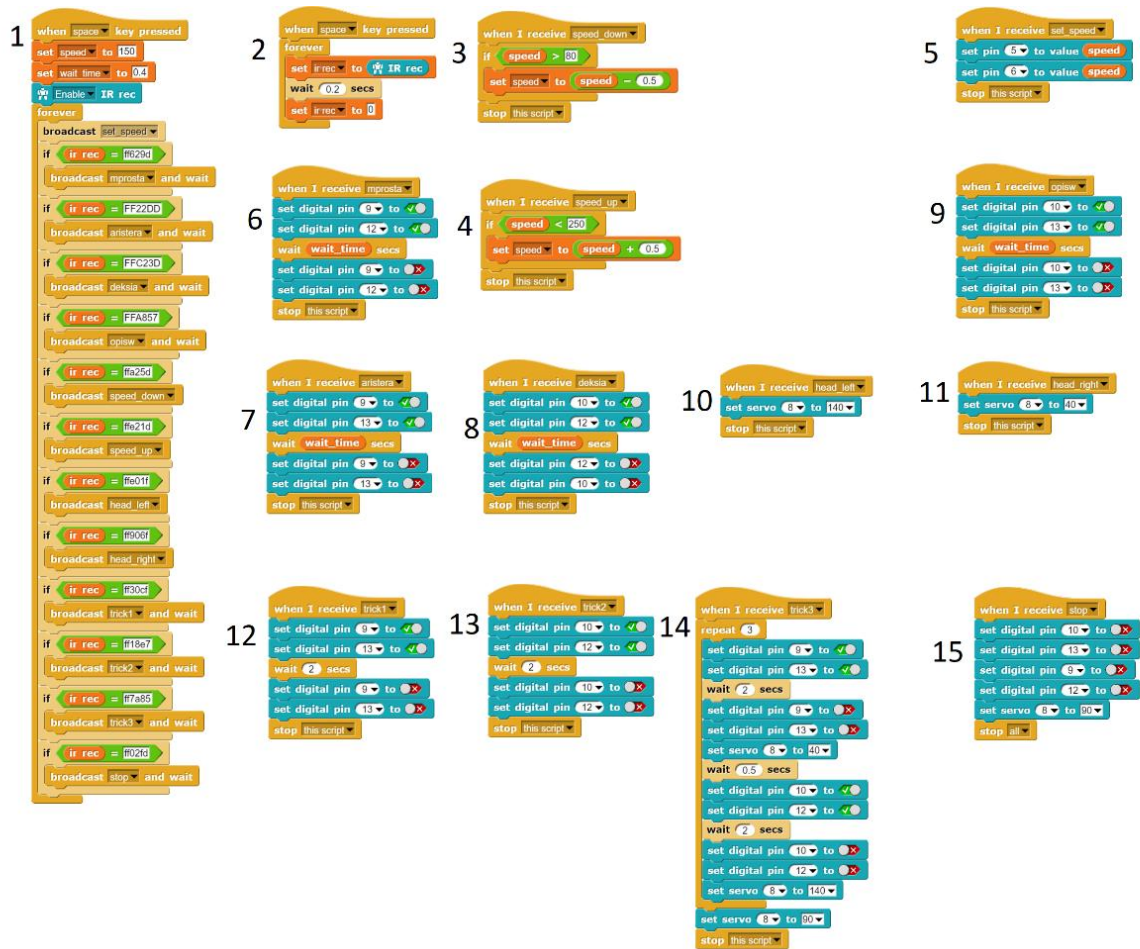 1
when space key pressed
set speed to 150
set wait_time to 0.4
Enable IR rec
forever
broadcast set_speed
if ir rec = ff629d
broadcast mprosta and wait
if ir rec = FF22DD
broadcast aristera and wait
if ir rec = FFC23D
broadcast deksia and wait
if ir rec = FFA857
broadcast opisw and wait
if ir rec = ffa25d
broadcast speed_down
if ir rec = ffe21d
broadcast speed_up
if ir rec = ffe01f
broadcast head_left
if ir rec = ff906f
broadcast head_right
if ir rec = ff30cf
broadcast trick1 and wait
if ir rec = ff18e7
broadcast trick2 and wait
if ir rec = ff7a85
broadcast trick3 and wait
if ir rec = ff02fd
broadcast stop and wait
2
when space key pressed
forever
set ir rec to IR rec
wait 0.2 secs
set ir rec to 0
3
when I receive speed_down
if speed > 80
set speed to speed - 0.5
stop this script
5
when I receive set_speed
set pin 5 to value speed
set pin 6 to value speed
stop this script
6
when I receive mprosta
set digital pin 9 to
set digital pin 12 to
wait wait_time secs
set digital pin 9 to
set digital pin 12 to
stop this script
4
when I receive speed_up
if speed < 250
set speed to speed + 0.5
stop this script
9
when I receive opisw
set digital pin 10 to
set digital pin 13 to
wait wait_time secs
set digital pin 10 to
set digital pin 13 to
stop this script
7
when I receive aristera
set digital pin 9 to
set digital pin 13 to
wait wait_time secs
set digital pin 9 to
set digital pin 13 to
stop this script
8
when I receive deksia
set digital pin 10 to
set digital pin 12 to
wait wait_time secs
set digital pin 12 to
set digital pin 10 to
stop this script
10
when I receive head_left
set servo 8 to 140
stop this script
11
when I receive head_right
set servo 8 to 40
stop this script
12
when I receive trick1
set digital pin 9 to
set digital pin 13 to
wait 2 secs
set digital pin 9 to
set digital pin 13 to
stop this script
13
when I receive trick2
set digital pin 10 to
set digital pin 12 to
wait 2 secs
set digital pin 10 to
set digital pin 12 to
stop this script
14
when I receive trick3
repeat 3
set digital pin 9 to
set digital pin 13 to
wait 2 secs
set digital pin 9 to
set digital pin 13 to
set servo 8 to 40
wait 0.5 secs
set digital pin 10 to
set digital pin 12 to
wait 2 secs
set digital pin 10 to
set digital pin 12 to
set servo 8 to 140
set servo 8 to 90
stop this script
15
when I receive stop
set digital pin 10 to
set digital pin 13 to
set digital pin 9 to
set digital pin 12 to
set servo 8 to 90
stop all